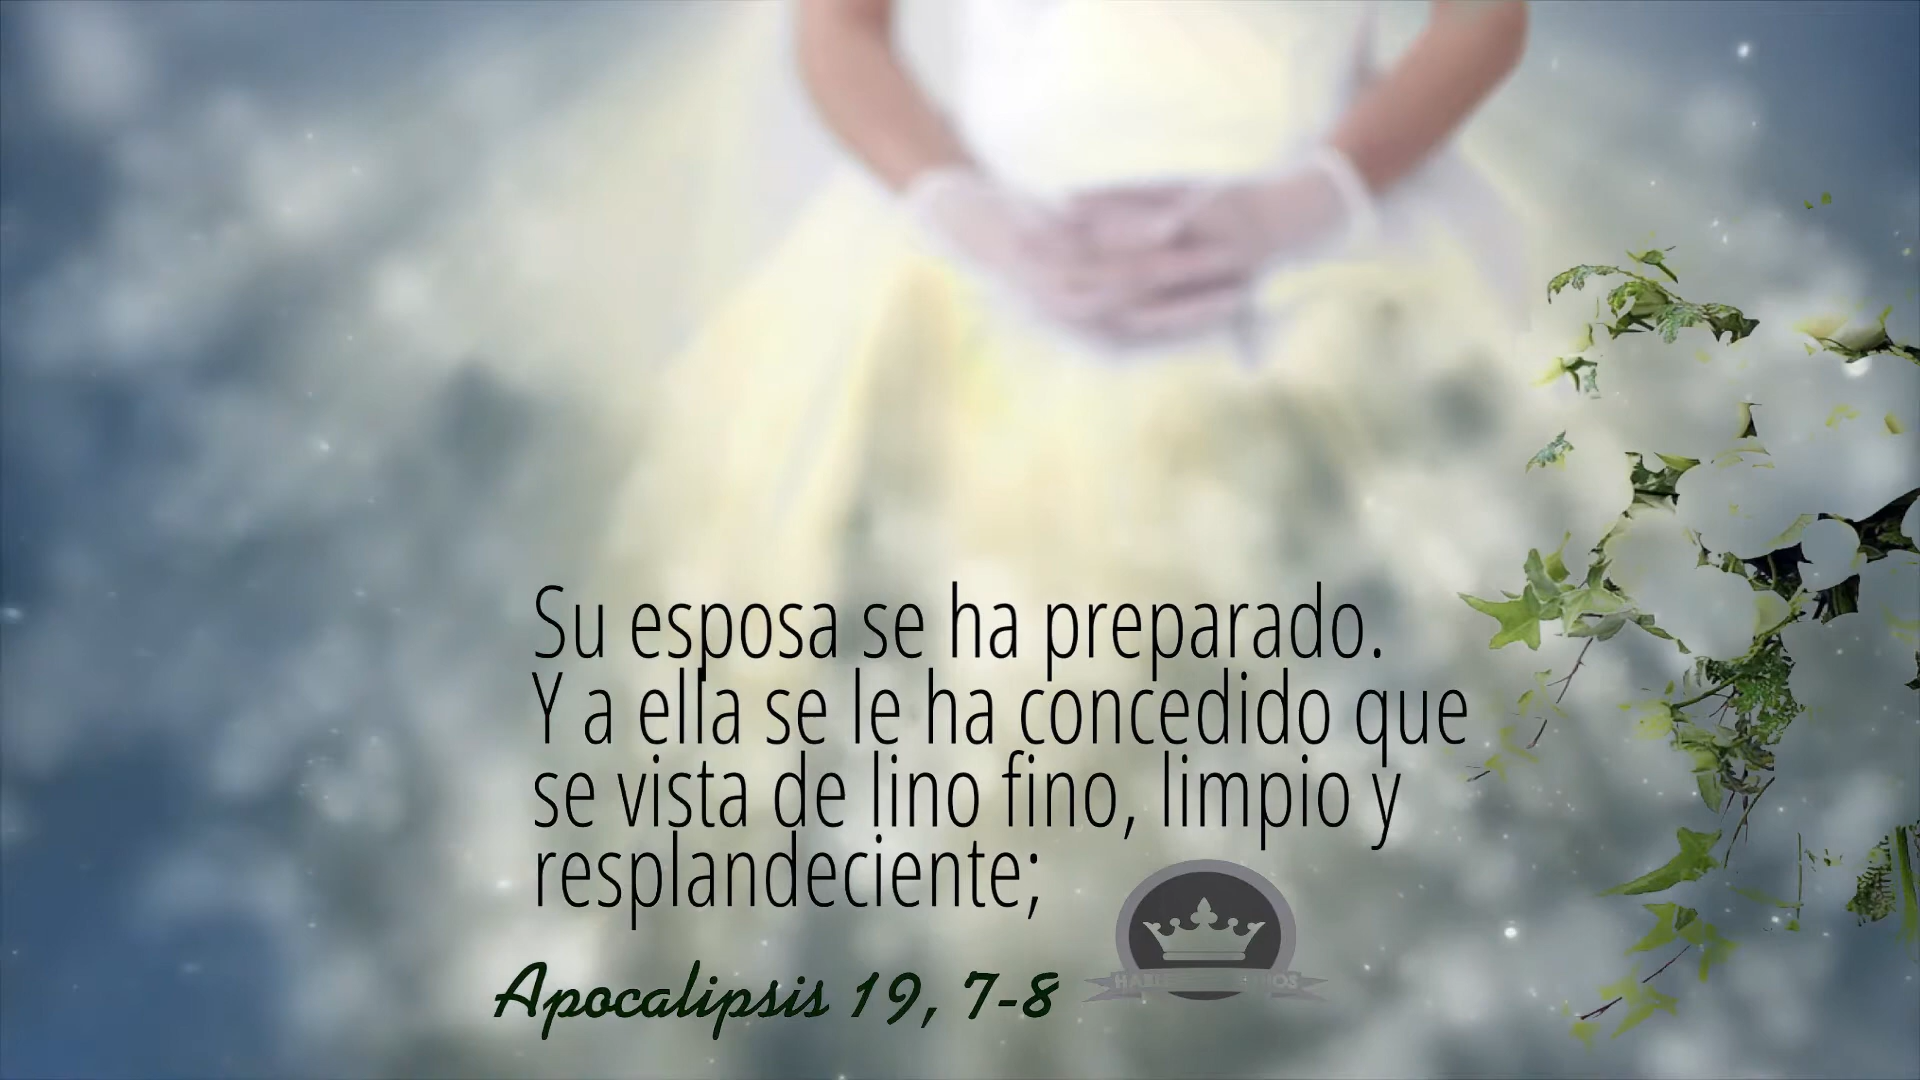 Su esposa se ha preparado.
Y a ella se le ha concedido que
se vista de lino fino, limpio y
resplandeciente;
Apocalipsis 19, 7-8